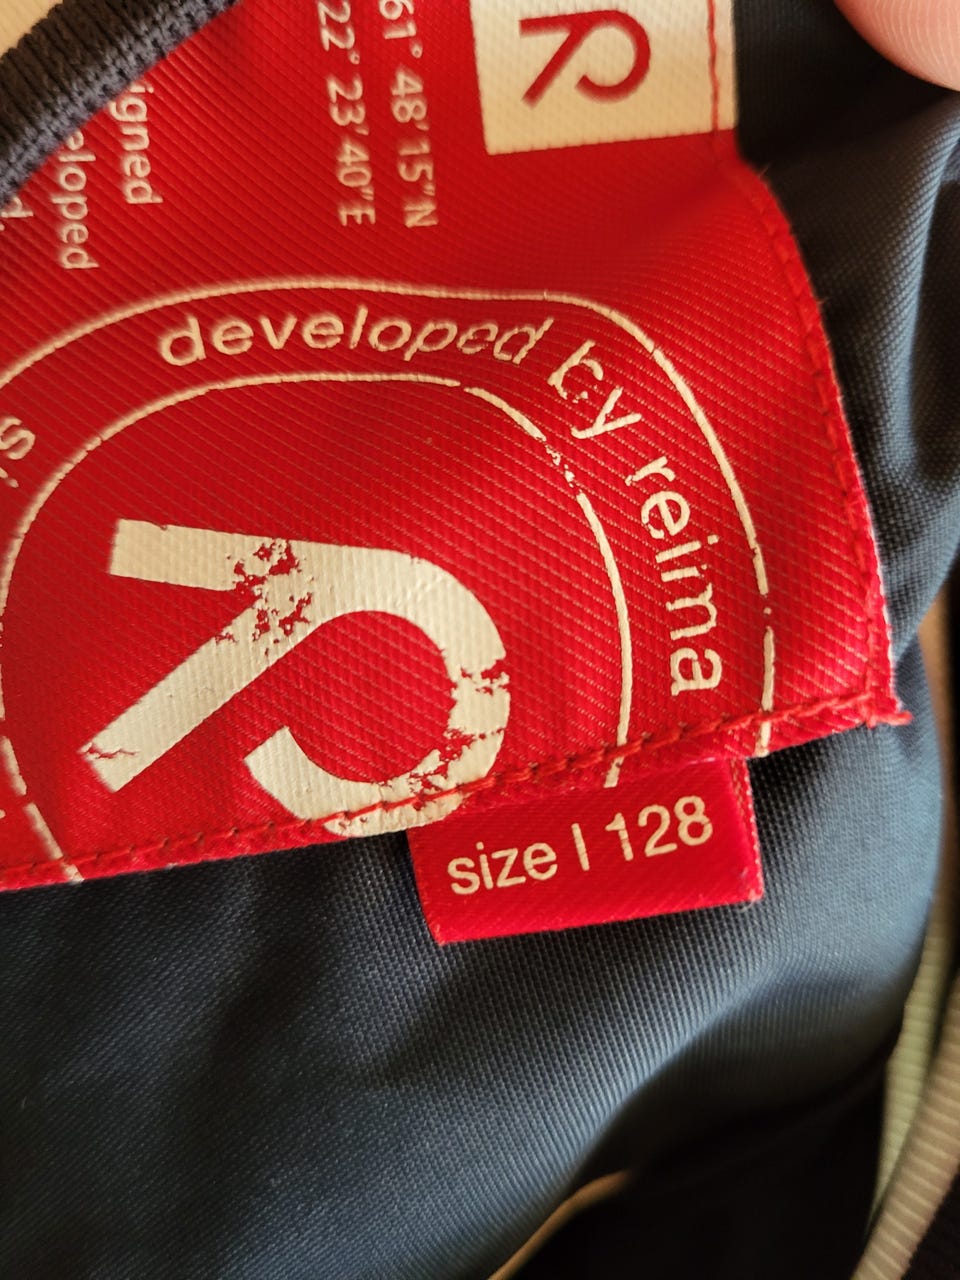 R
61° 48' 15"N
22° 23' 40"E
igned
eloped
developed by reima
R
size | 128